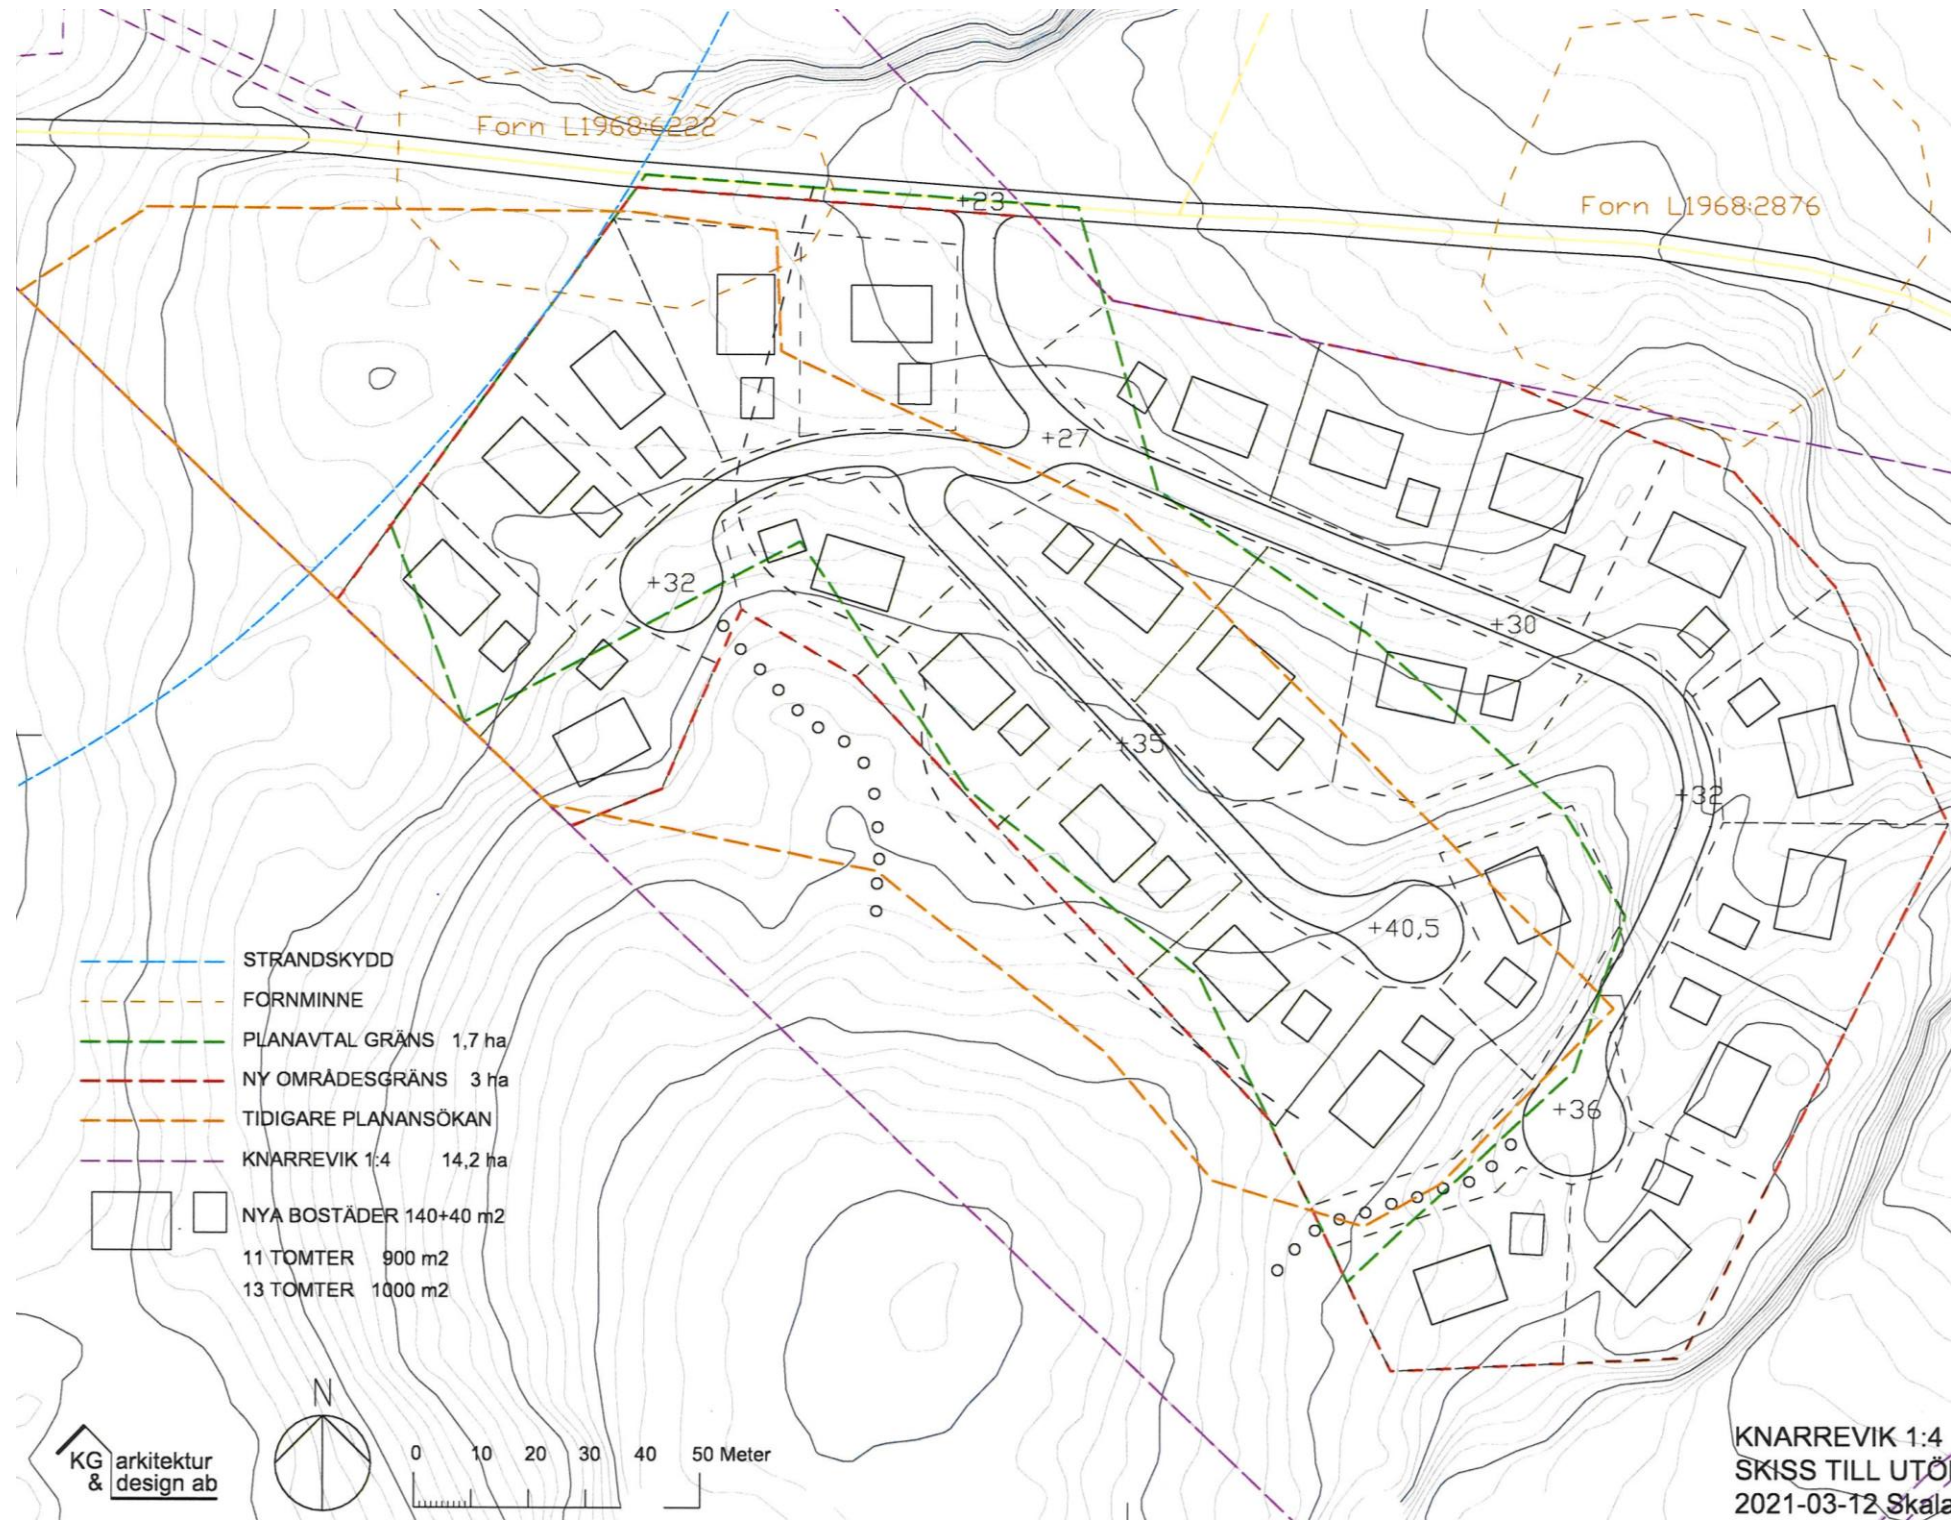 Forn L1968:6222
+23
Forn L1968:2876
+27
+32
+30
+35
+32
+40,5
+36
STRANDSKYDD
FORNMINNE
PLANAVTAL GRÄNS 1,7 ha
NY OMRÅDESGRÄNS 3 ha
TIDIGARE PLANANSÖKAN
KNARREVIK 1:4 14,2 ha
NYA BOSTÄDER 140+40 m2
11 TOMTER 900 m2
13 TOMTER 1000 m2
N
KG arkitektur
& design ab
0 10 20 30 40 50 Meter
KNARREVIK 1:4
SKISS TILL
2021-03-12 Skala